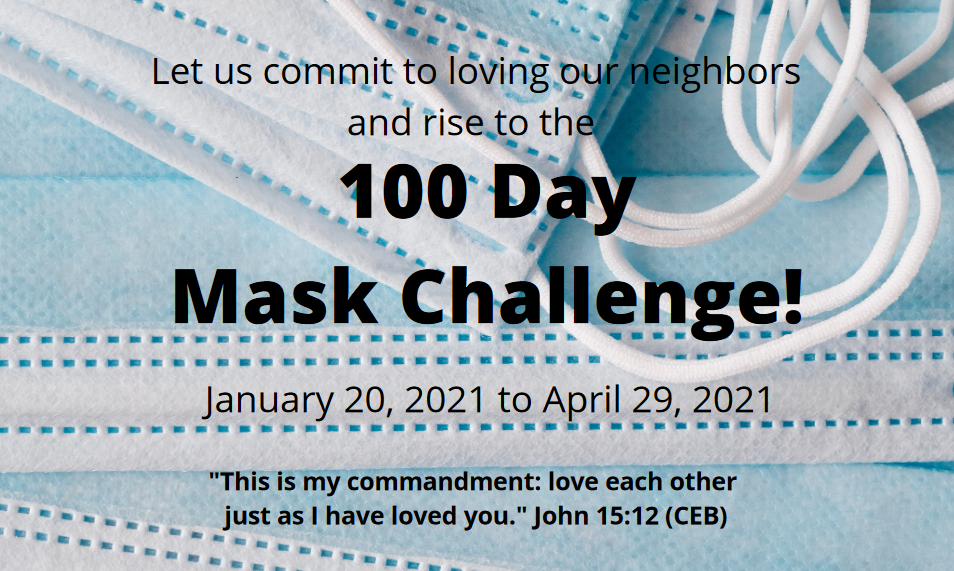 Let us commit to loving our neighbors
and rise to the
100 Day
Mask Challenge!
January 20, 2021 to April 29, 2021
"This is my commandment: love each other
just as I have loved you." John 15:12 (CEB)